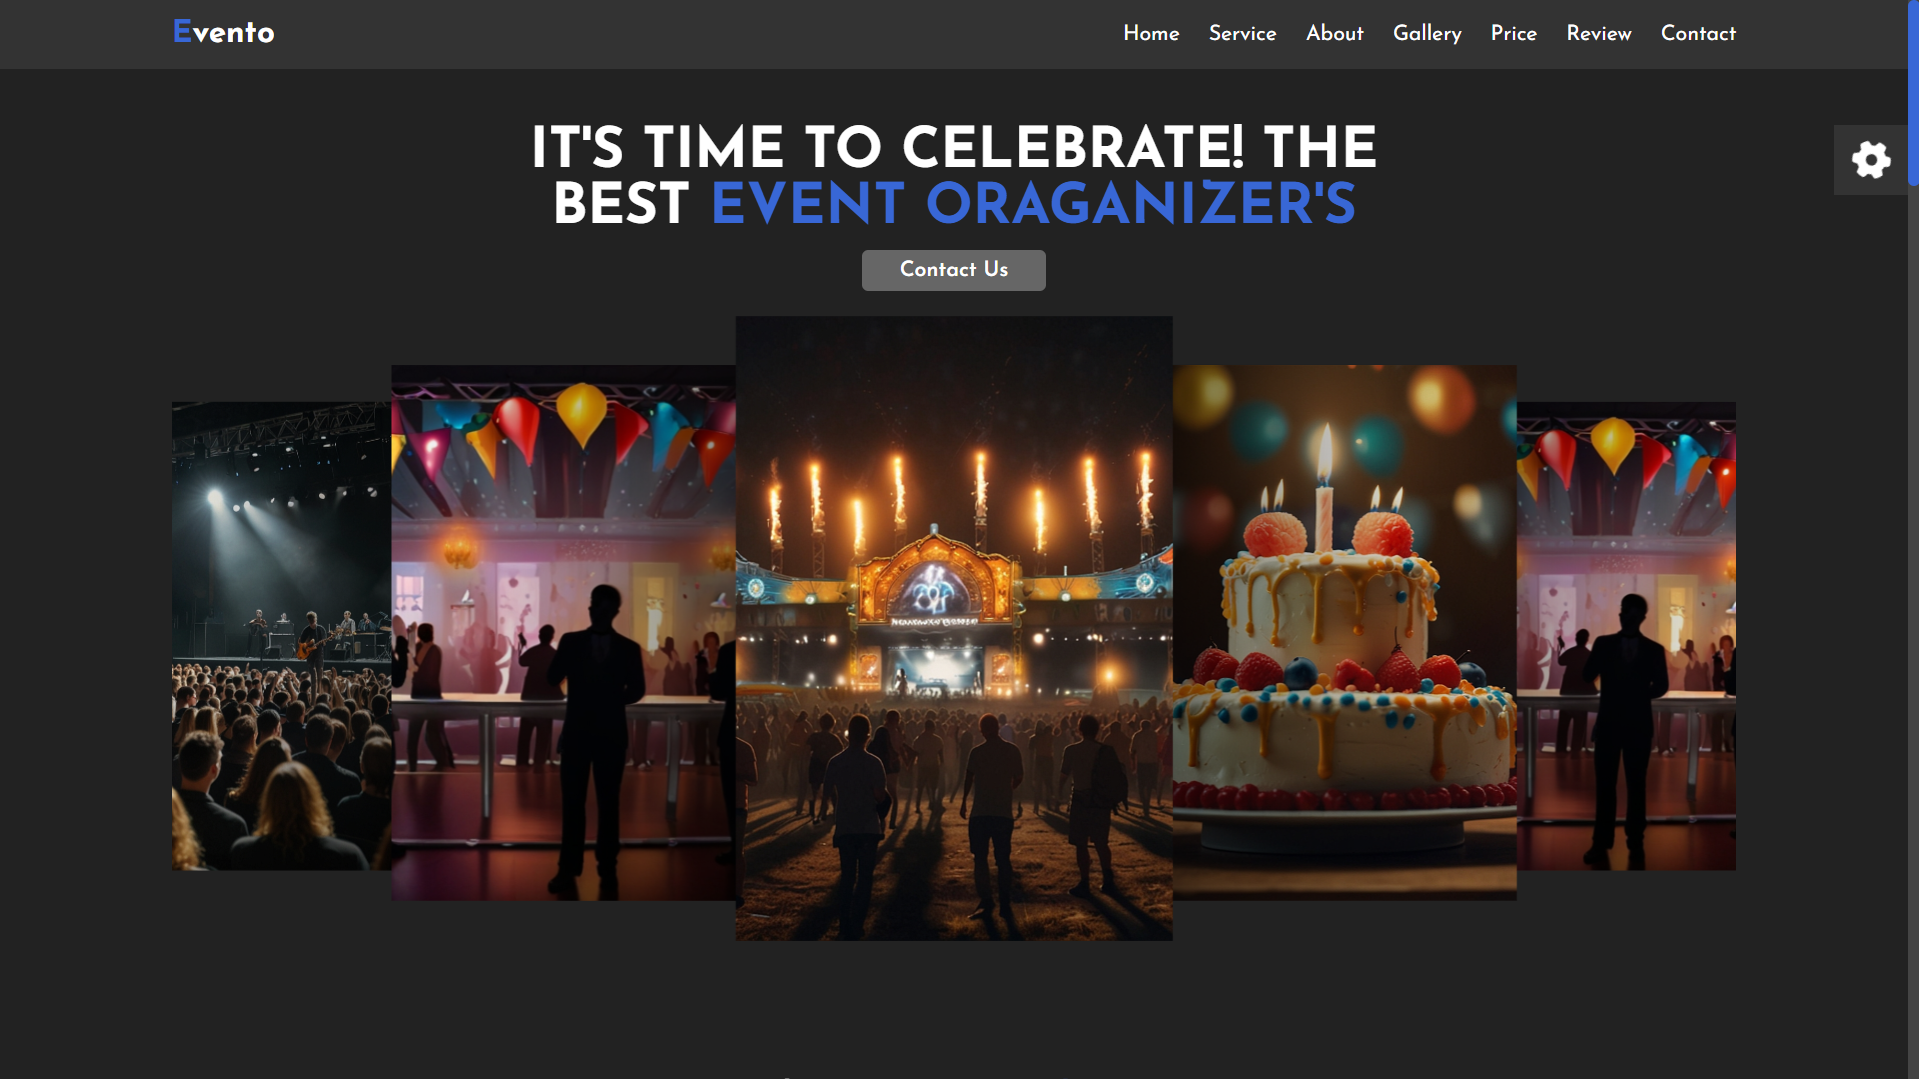 Evento
Home Service About Gallery Price Review Contact
IT'S TIME TO CELEBRATE! THE
BEST EVENT ORAGANIZER'S
Contact Us